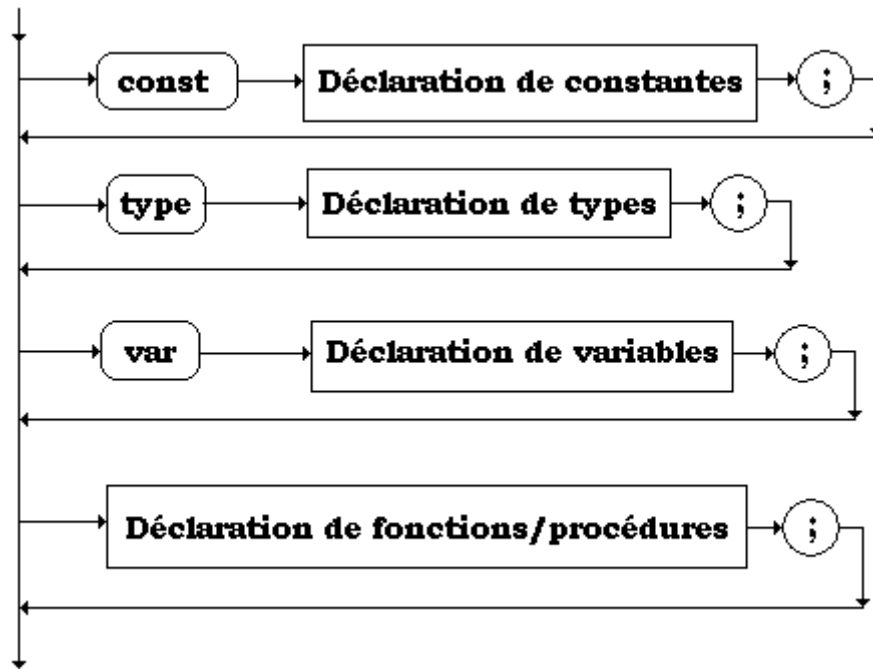 const Déclaration de constantes ;
type Déclaration de types ;
var Déclaration de variables ;
Déclaration de fonctions/procédures ;